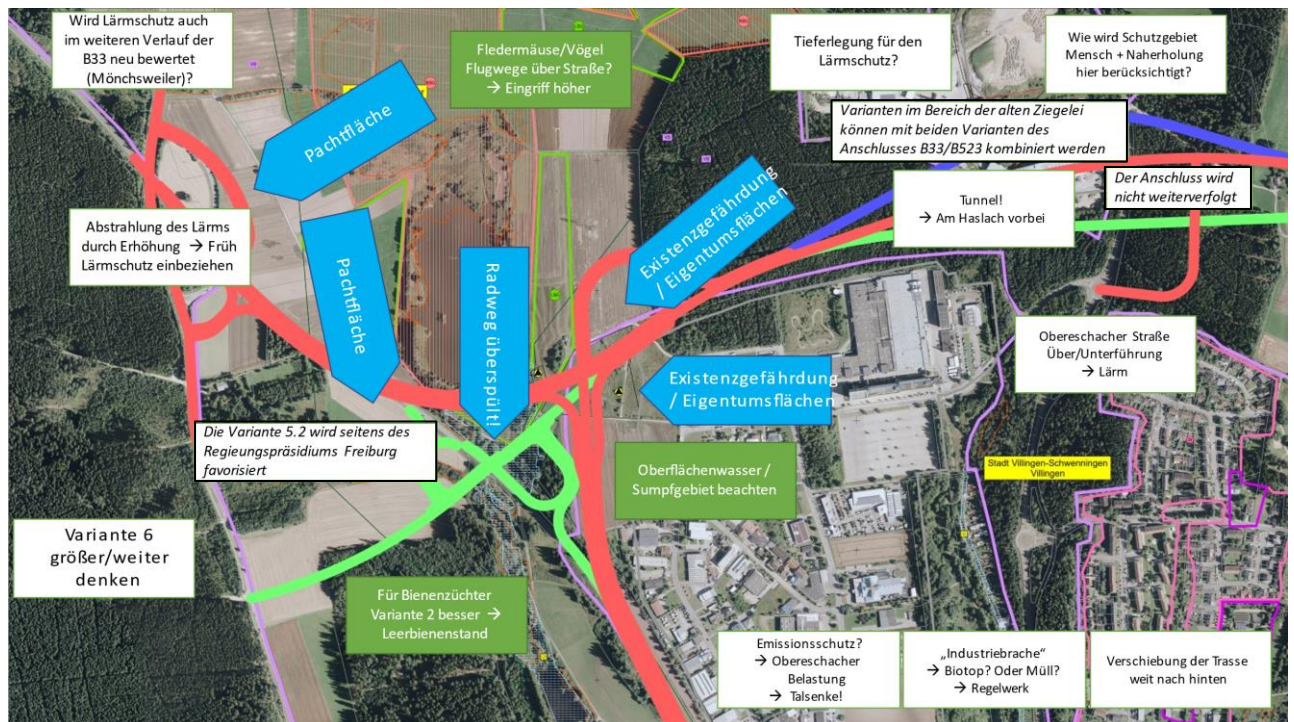 Wird Lärmschutz auch
im weiteren Verlauf der
B33 neu bewertet
(Mönchsweiler)?
Fledermäuse/Vögel
Flugwege über Straße?
→ Eingriff höher
Tieferlegung für den
Lärmschutz?
Wie wird Schutzgebiet
Mensch + Naherholung
hier berücksichtigt?
Pachtfläche
Varianten im Bereich der alten Ziegelei
können mit beiden Varianten des
Anschlusses B33/B523 kombiniert werden
Der Anschluss wird
nicht weiterverfolgt
Tunnel!
→ Am Haslach vorbei
Abstrahlung des Lärms
durch Erhöhung → Früh
Lärmschutz einbeziehen
Pachtfläche
Radweg überspült!
Existenzgefährdung
/ Eigentumsflächen
Existenzgefährdung
/ Eigentumsflächen
Obereschacher Straße
Über/Unterführung
→ Lärm
Die Variante 5.2 wird seitens des
Regieungspräsidiums Freiburg
favorisiert
Oberflächenwasser /
Sumpfgebiet beachten
Stadt Villingen-Schwenningen
Villingen
Variante 6
größer/weiter
denken
Für Bienenzüchter
Variante 2 besser →
Leerbienenstand
Emissionsschutz?
→ Obereschacher
Belastung
→ Talsenke!
„Industriebrache“
→ Biotop? Oder Müll?
→ Regelwerk
Verschiebung der Trasse
weit nach hinten